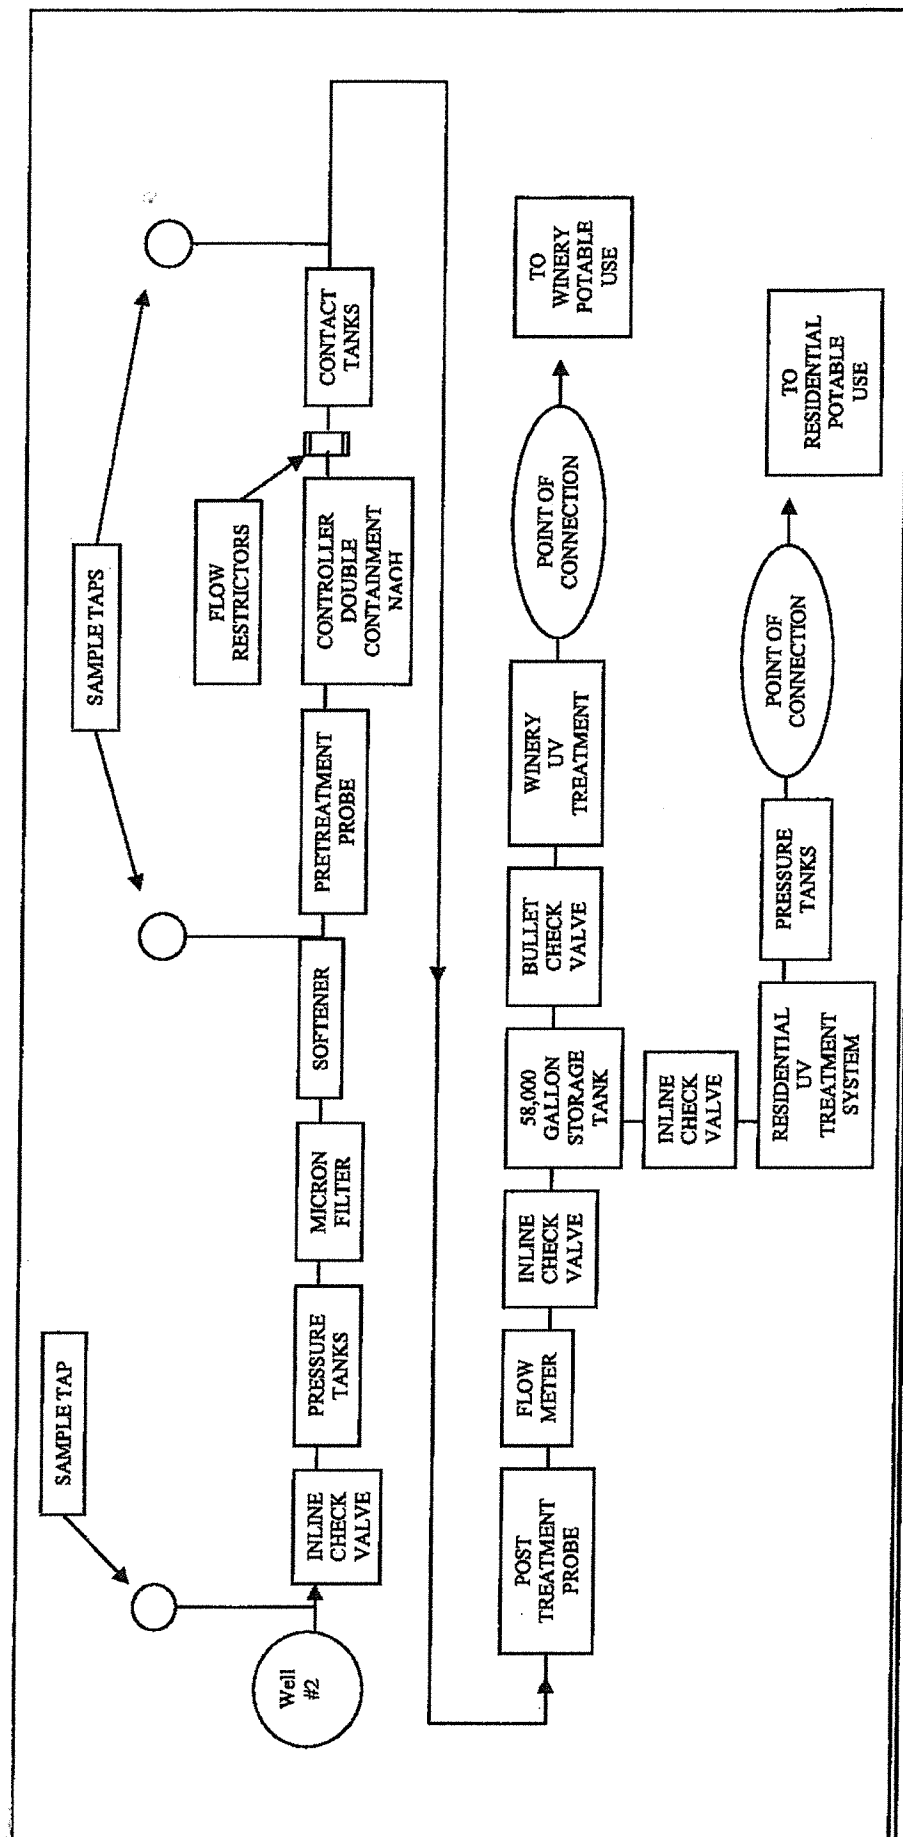 SAMPLE TAP
SAMPLE TAPS
FLOW
RESTRICTORS
Well
#2
INLINE
CHECK
VALVE
PRESSURE
TANKS
MICRON
FILTER
SOFTENER
PRETREATMENT
PROBE
CONTROLLER
DOUBLE
CONTAINMENT
NAOH
CONTACT
TANKS
POST
TREATMENT
PROBE
FLOW
METER
INLINE
CHECK
VALVE
58,000
GALLON
STORAGE
TANK
BULLET
CHECK
VALVE
WINERY
UV
TREATMENT
POINT OF
CONNECTION
TO
WINERY
POTABLE
USE
INLINE
CHECK
VALVE
RESIDENTIAL
UV
TREATMENT
SYSTEM
PRESSURE
TANKS
POINT OF
CONNECTION
TO
RESIDENTIAL
POTABLE
USE